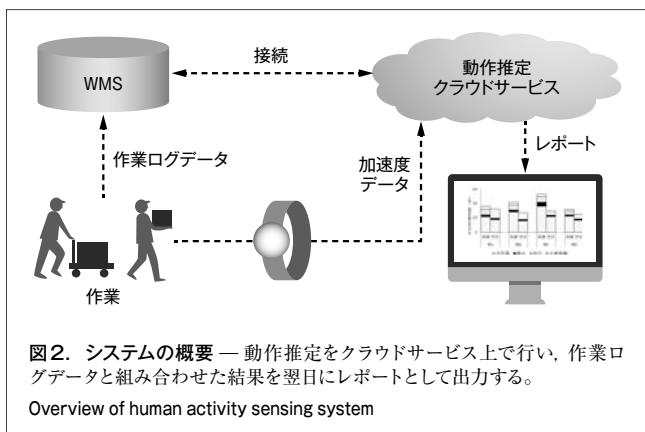 接続
WMS
動作推定
クラウドサービス
作業ログデータ
加速度
データ
レポート
作業
図2. システムの概要 — 動作推定をクラウドサービス上で行い，作業ロ
グデータと組み合わせた結果を翌日にレポートとして出力する。
Overview of human activity sensing system